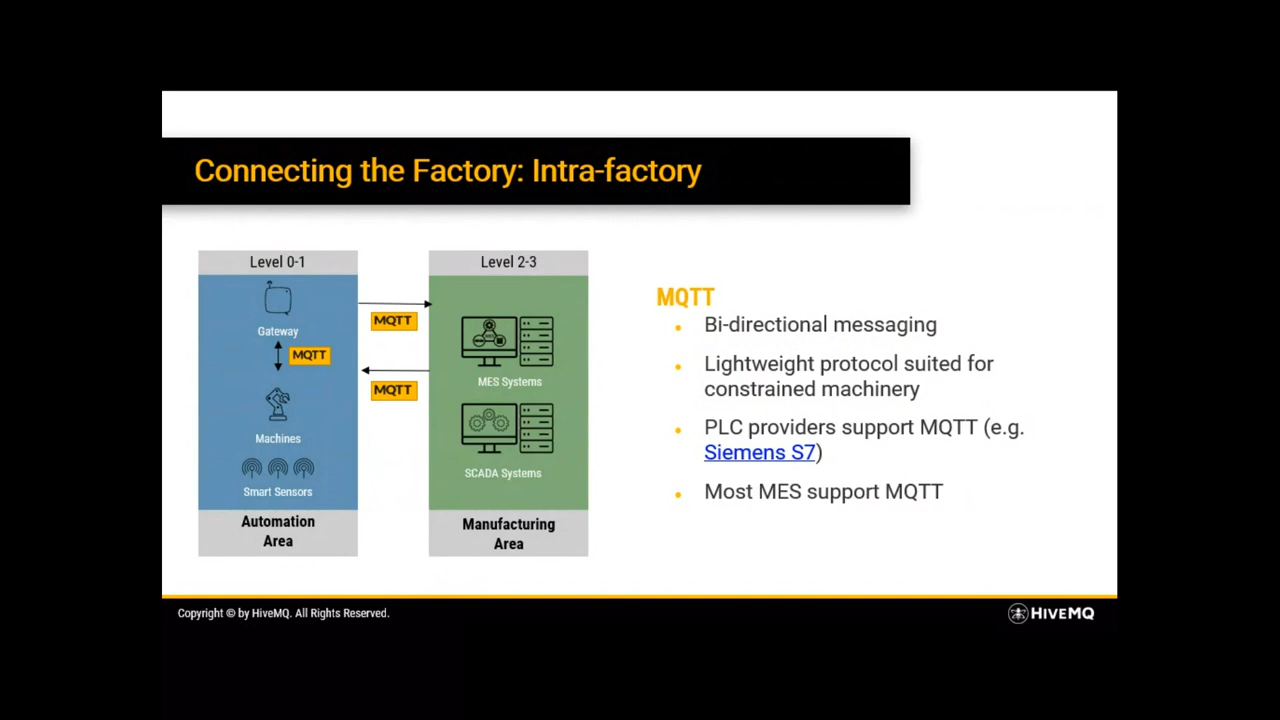 Connecting the Factory: Intra-factory
Level 0-1
Gateway
MQTT
Machines
Smart Sensors
Automation
Area
MQTT
MQTT
Level 2-3
MES Systems
SCADA Systems
Manufacturing
Area
MQTT
Bi-directional messaging
Lightweight protocol suited for
constrained machinery
PLC providers support MQTT (e.g.
Siemens S7)
Most MES support MQTT
Copyright © by HiveMQ. All Rights Reserved.
HIVEMQ